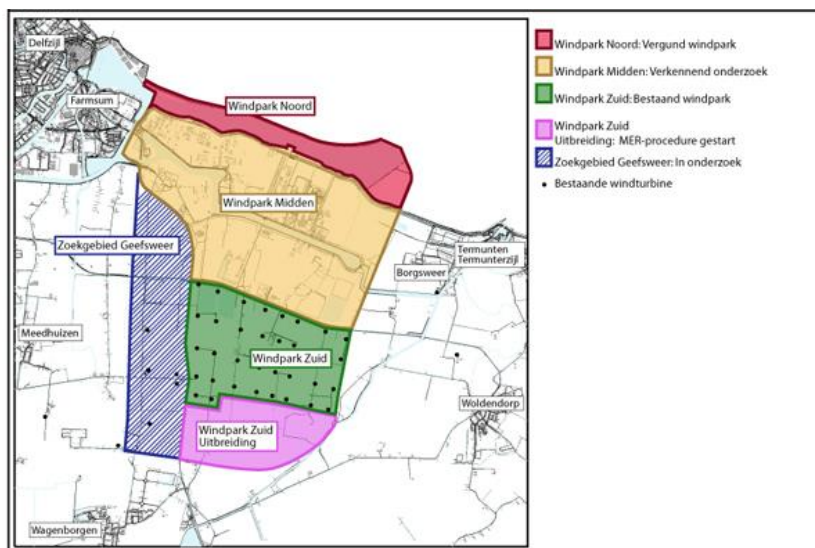 Delfzijl
Farmsum
Windpark Noord
Windpark Midden
Zoekgebied Geefsweer
Termunten
Termunterzijl
Borgsweer
Meedhuizen
Windpark Zuid
Woldendorp
Windpark Zuid
Uitbreiding
Wagenborgen
Windpark Noord: Vergund windpark
Windpark Midden: Verkennend onderzoek
Windpark Zuid: Bestaand windpark
Windpark Zuid
Uitbreiding: MER-procedure gestart
Zoekgebied Geefsweer: In onderzoek
Bestaande windturbine